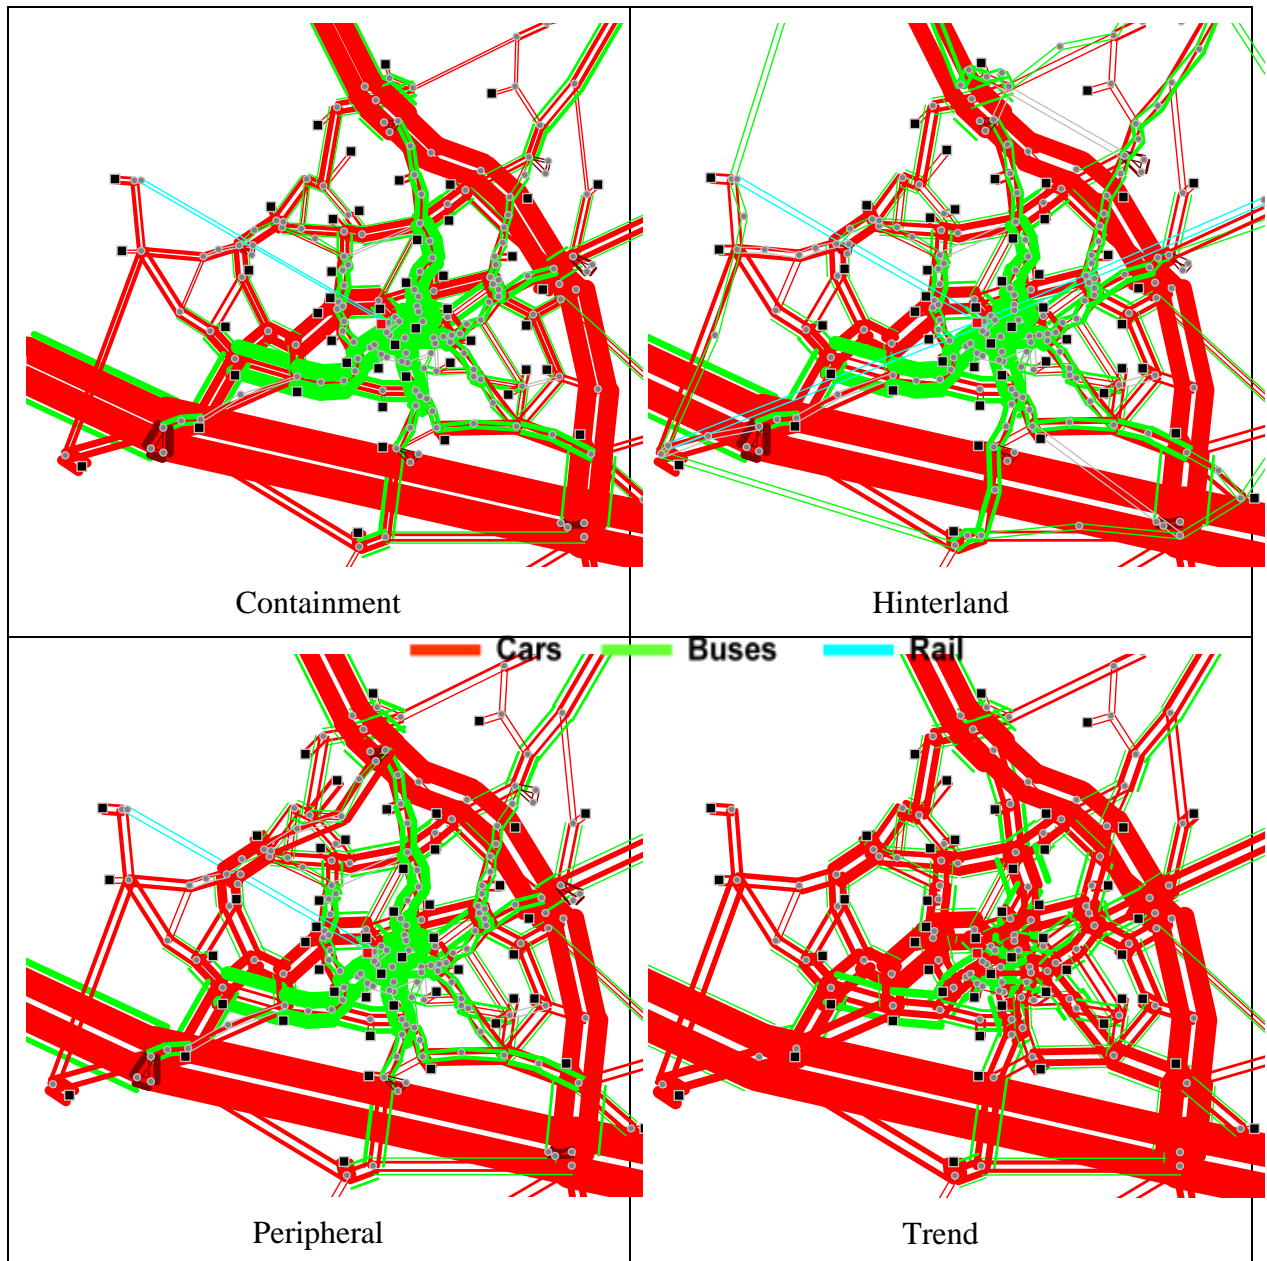 Containment
Hinterland
Cars Buses Rail
Peripheral
Trend